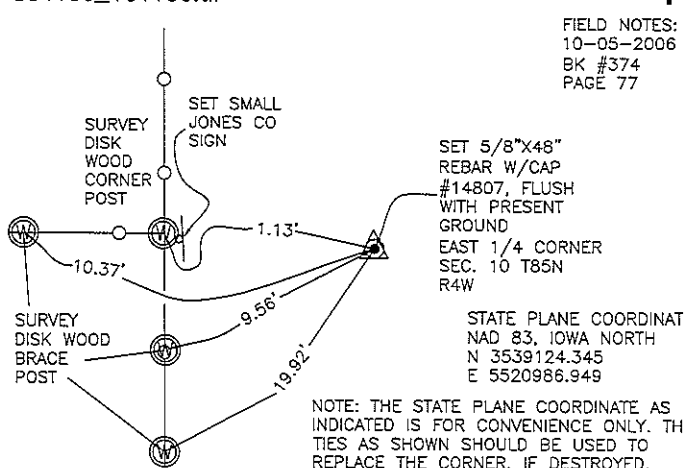 FIELD NOTES:
10-05-2006
BK #374
PAGE 77
SET SMALL
JONES CO
SIGN
SURVEY
DISK
WOOD
CORNER
POST
SET 5/8"X48"
REBAR W/CAP
#14807, FLUSH
WITH PRESENT
GROUND
EAST 1/4 CORNER
SEC. 10 T85N
R4W
W
W
1.13'
10.37'
9.56'
19.92'
SURVEY
DISK WOOD
BRACE
POST
W
W
STATE PLANE COORDINAT
NAD 83, IOWA NORTH
N 3539124.345
E 5520986.949
NOTE: THE STATE PLANE COORDINATE AS
INDICATED IS FOR CONVENIENCE ONLY. TH
TIES AS SHOWN SHOULD BE USED TO
REPLACE THE CORNER, IF DESTROYED.